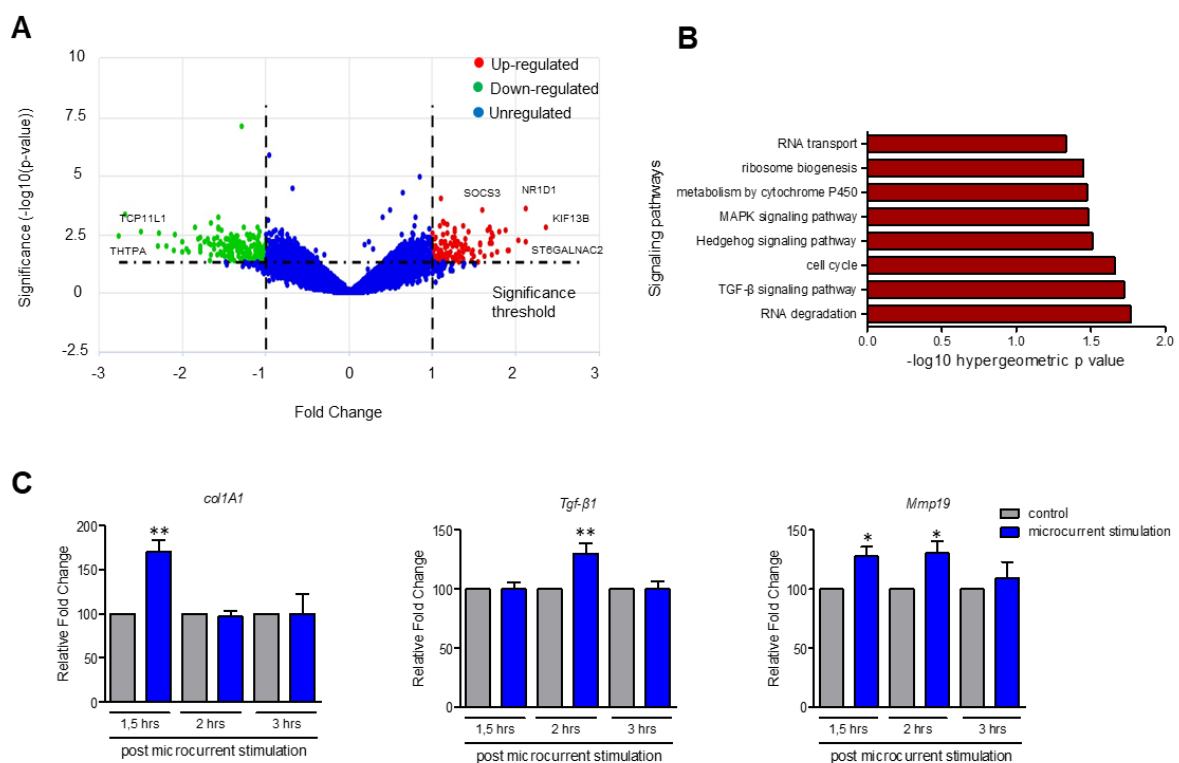 A
10
7.5
5
2.5
0
-2.5
Significance (-log10(p-value))
Up-regulated
Down-regulated
Unregulated
TCP11L1
THTPA
SOCS3
NR1D1
KIF13B
ST6GALNAC2
Significance
threshold
-3
-2
-1
0
1
2
3
Fold Change
B
Signaling pathways
RNA transport
ribosome biogenesis
metabolism by cytochrome P450
MAPK signaling pathway
Hedgehog signaling pathway
cell cycle
TGF-β signaling pathway
RNA degradation
0.0
0.5
1.0
1.5
2.0
-log10 hypergeometric p value
C
col1A1
Relative Fold Change
200
150
100
50
0
**
1,5 hrs
2 hrs
3 hrs
post microcurrent stimulation
Tgf-β1
Relative Fold Change
150
100
50
0
**
1,5 hrs
2 hrs
3 hrs
post microcurrent stimulation
Mmp19
Relative Fold Change
150
100
50
0
*
*
1,5 hrs
2 hrs
3 hrs
post microcurrent stimulation
control
microcurrent stimulation